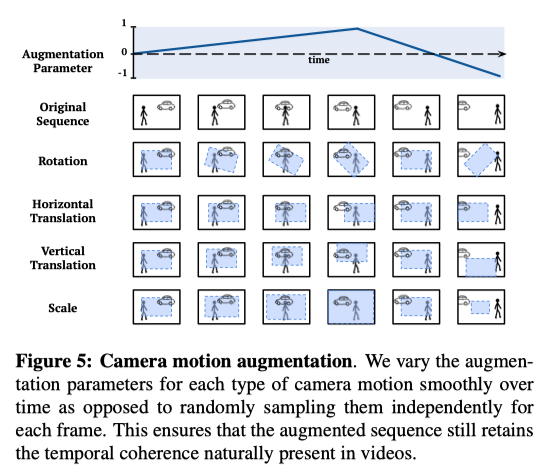 1
Augmentation
Parameter
0
time
-1
Original
Sequence
Rotation
Horizontal
Translation
Vertical
Translation
Scale
Figure 5: Camera motion augmentation. We vary the augmen-
tation parameters for each type of camera motion smoothly over
time as opposed to randomly sampling them independently for
each frame. This ensures that the augmented sequence still retains
the temporal coherence naturally present in videos.